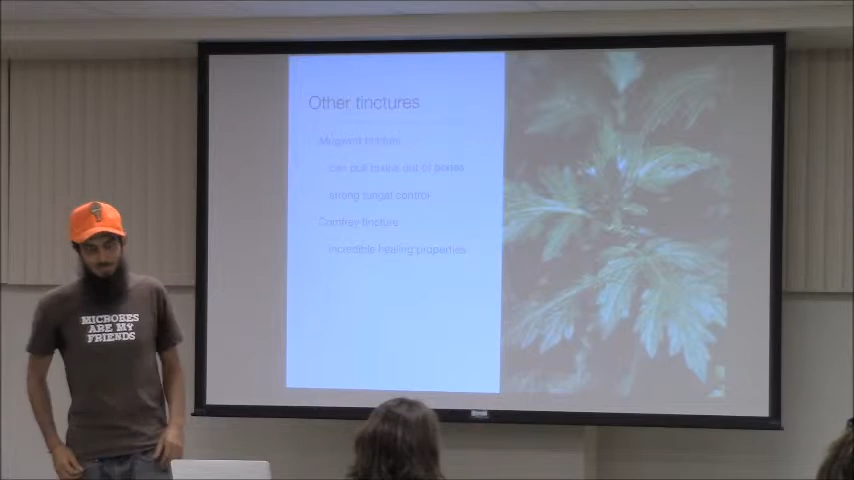 Other tinctures
Mugwort tincture
can pull toxins out of bodies
strong fungal control
Comfrey tincture
incredible healing properties
MICROBES
ARE MY
FRIENDS